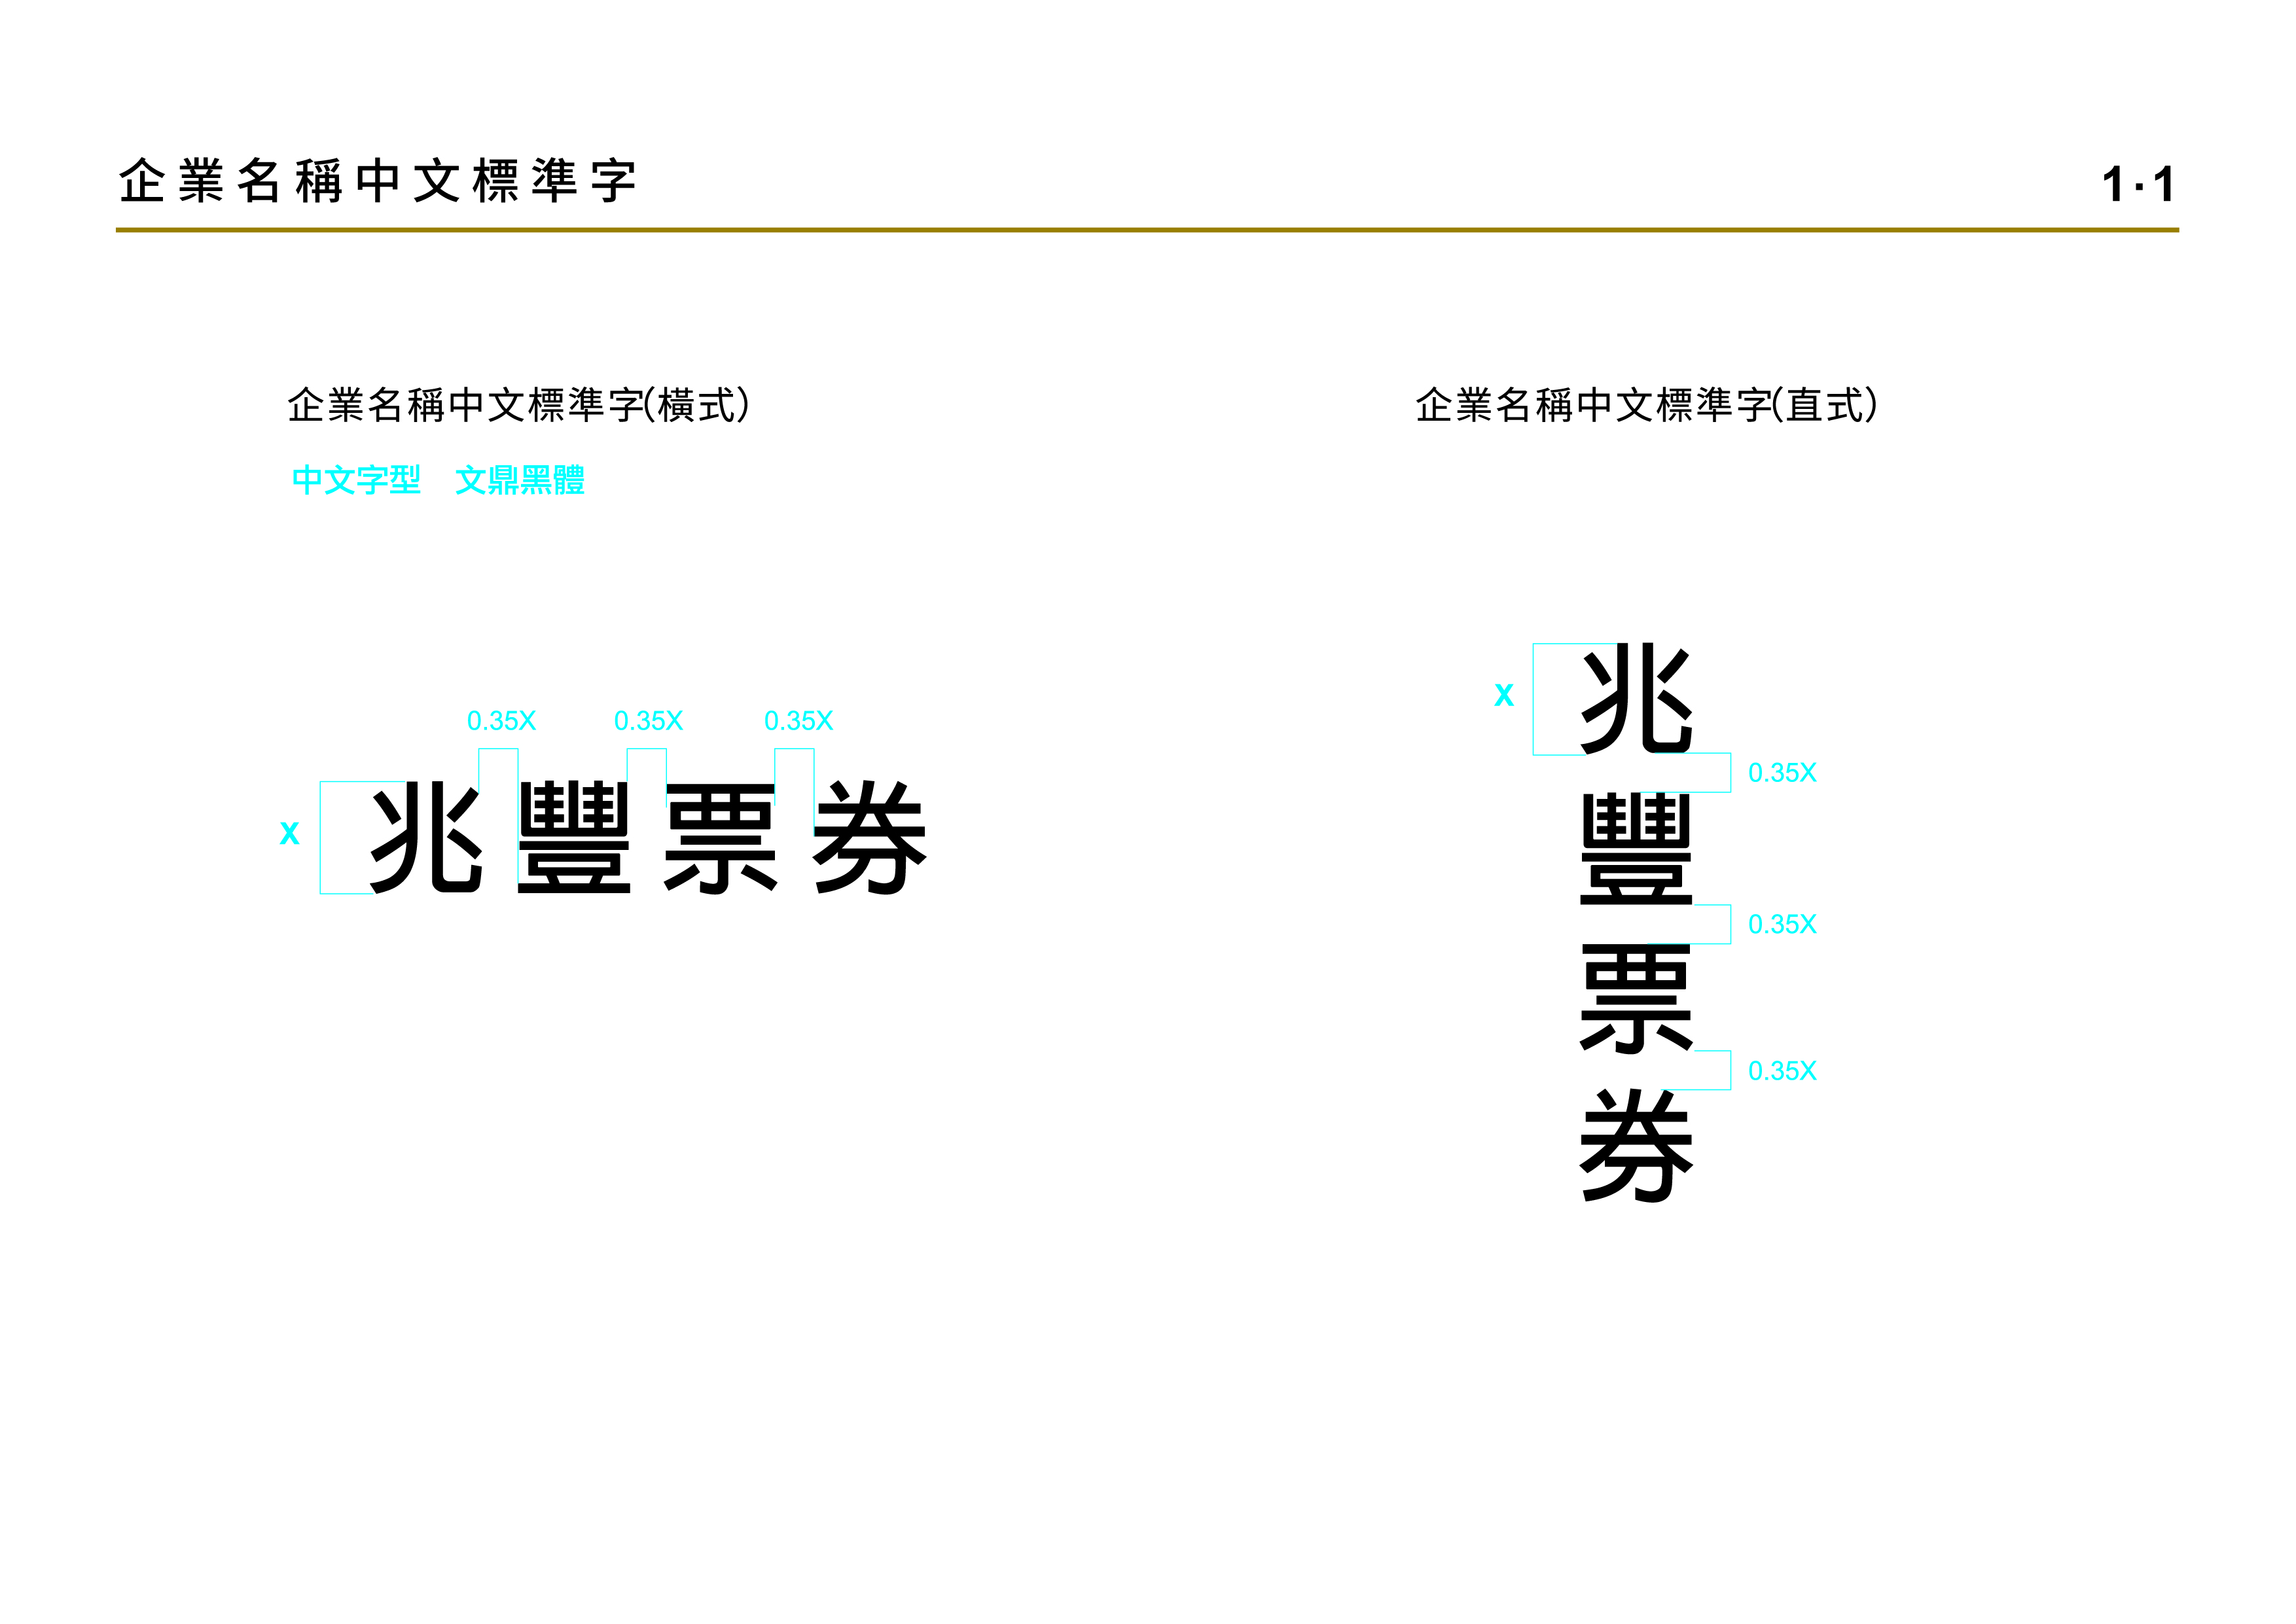 企業名稱中文標準字
1·1
企業名稱中文標準字(橫式)
中文字型　文鼎黑體
0.35X 0.35X 0.35X
x
兆豐票券
企業名稱中文標準字(直式)
x
兆
0.35X
豐
0.35X
票
0.35X
券